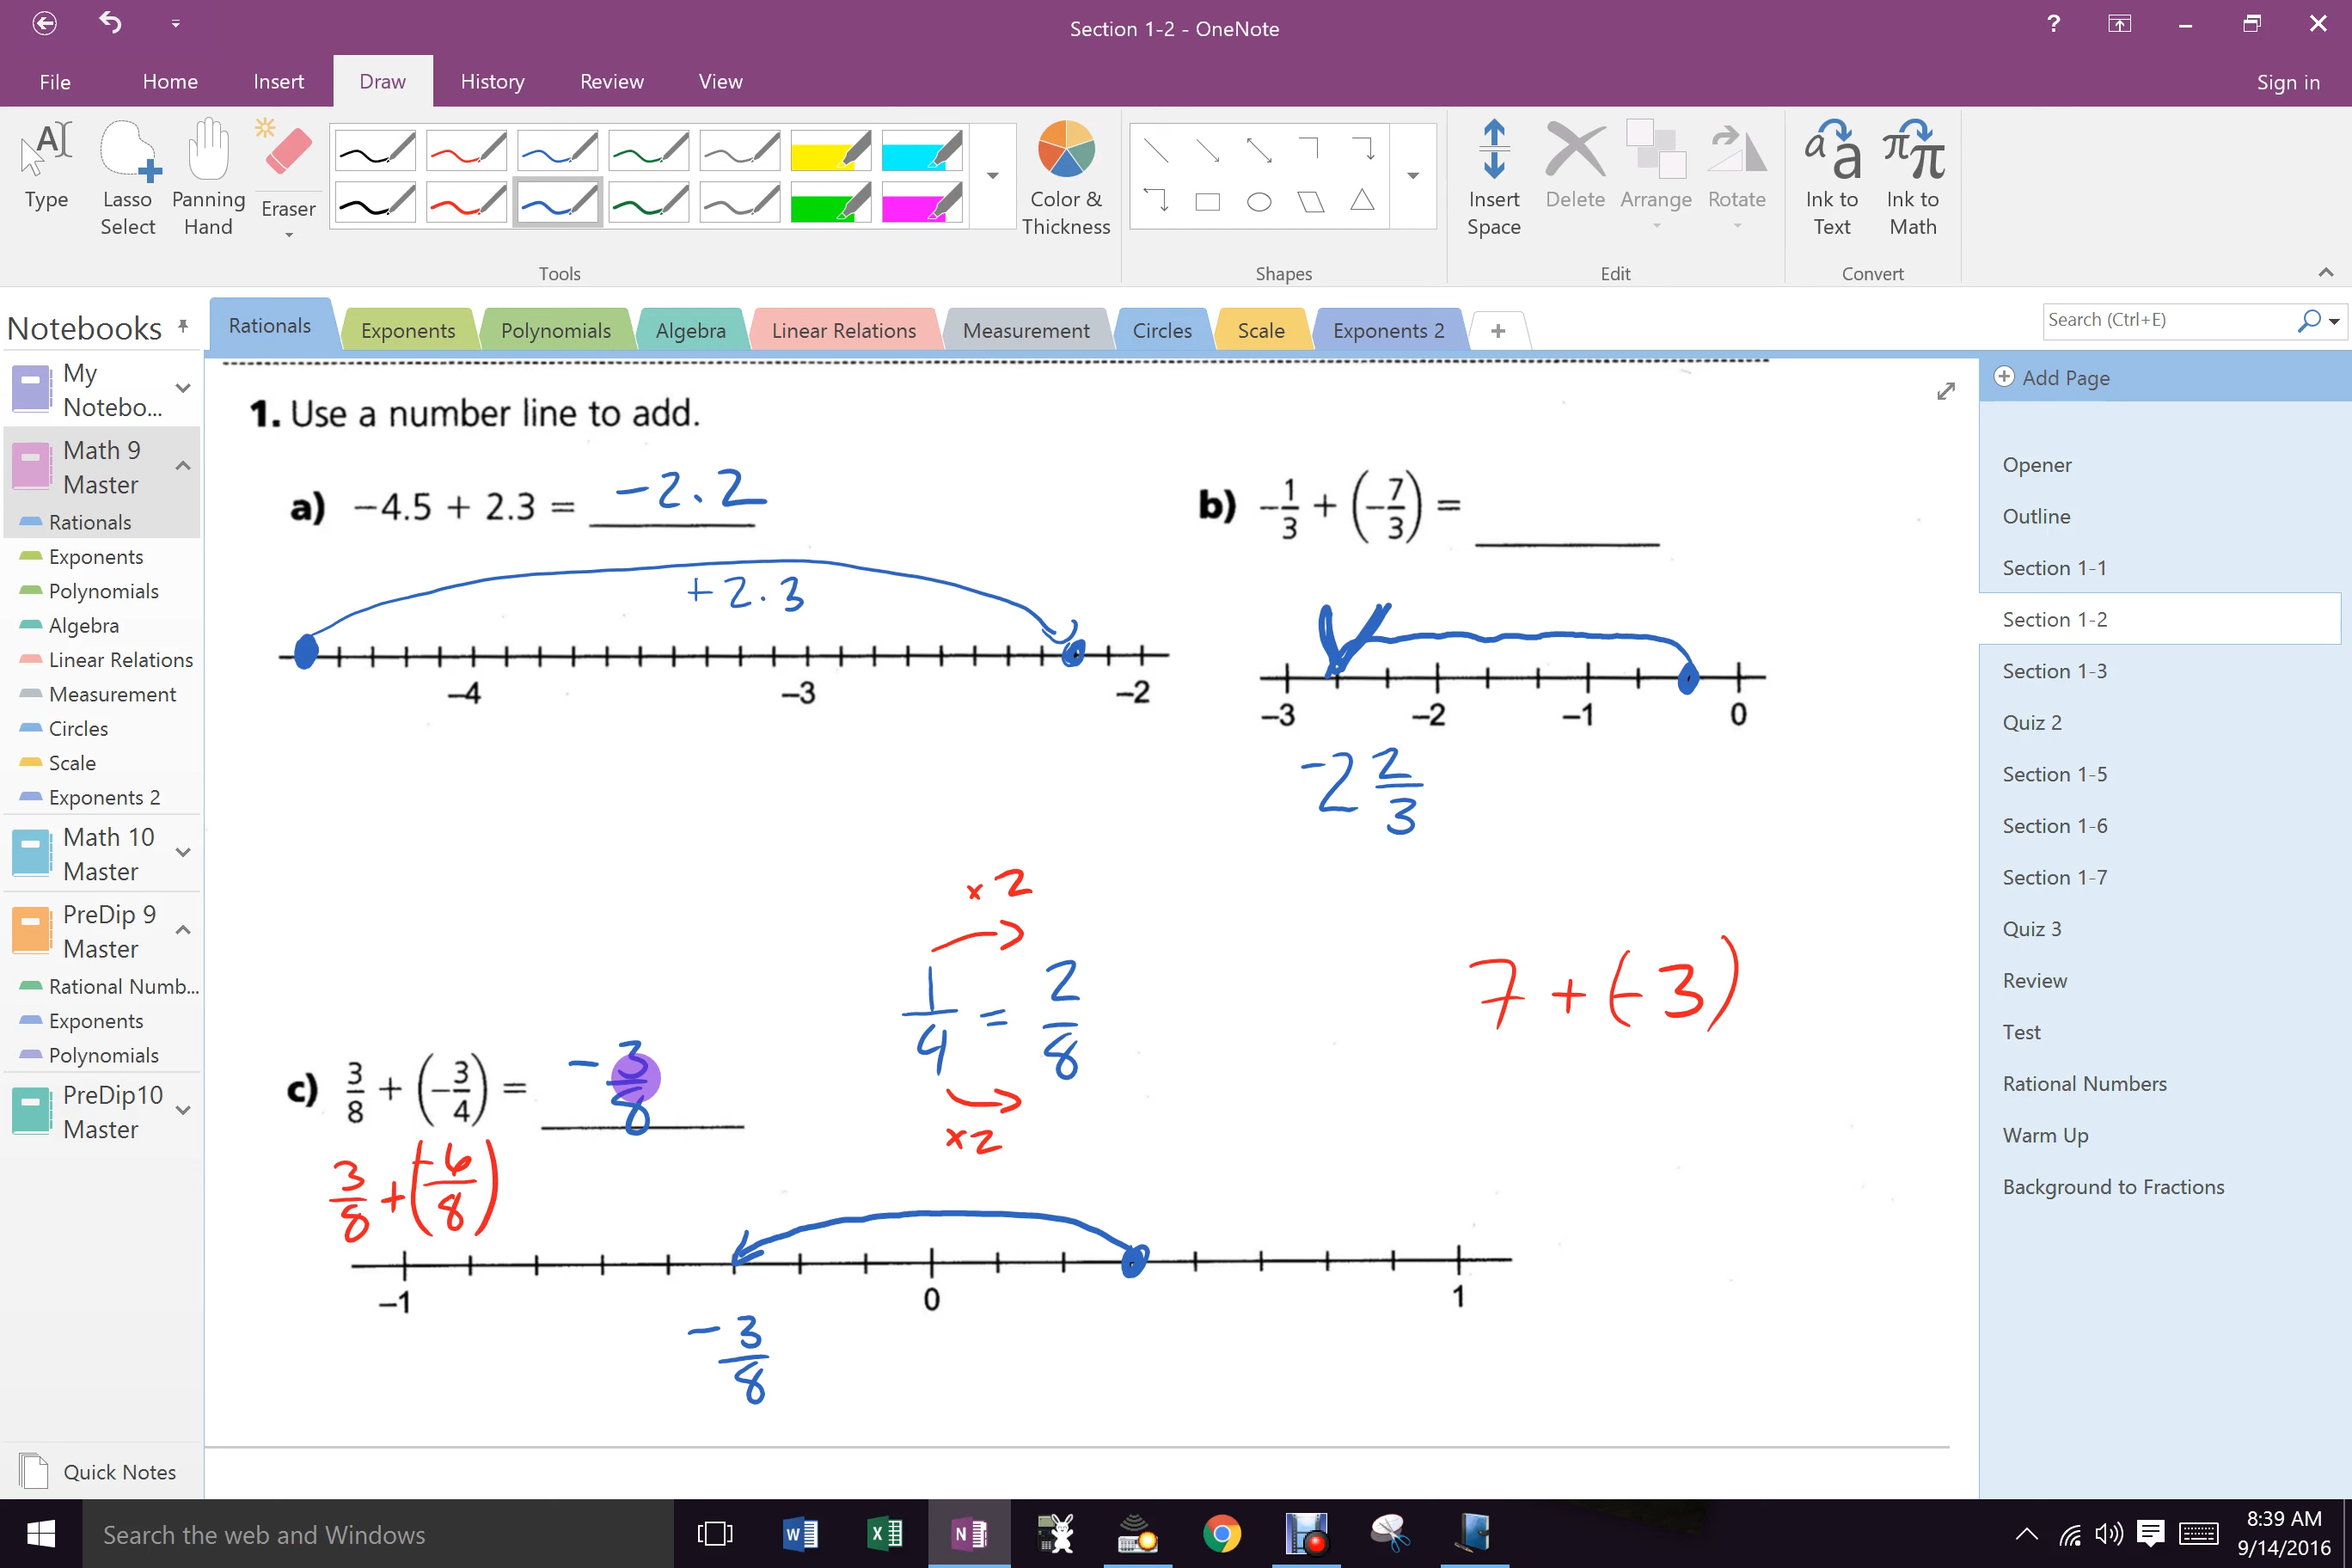 Section 1-2 - OneNote
File Home Insert Draw History Review View Sign in
Type
Lasso Select
Panning Hand
Eraser
Color & Thickness
Insert Space
Delete
Arrange
Rotate
Ink to Text
Ink to Math
Tools
Shapes
Edit
Convert
Notebooks
Rationals Exponents Polynomials Algebra Linear Relations Measurement Circles Scale Exponents 2 +
Search (Ctrl+E)
My Notebo...
Math 9 Master
Rationals
Exponents
Polynomials
Algebra
Linear Relations
Measurement
Circles
Scale
Exponents 2
Math 10 Master
PreDip 9 Master
Rational Numb...
Exponents
Polynomials
PreDip10 Master
Quick Notes
1. Use a number line to add.
a) −4.5 + 2.3 = -2.2
+2.3
−4 −3 −2
b) −1/3 + (−7/3) =
−3 −2 −1 0
-2 2/3
x2
1/4 = 2/8
x2
7 + (-3)
c) 3/8 + (−3/4) = -3/8
3/8 + (-6/8)
−1 0 1
-3/8
Add Page
Opener
Outline
Section 1-1
Section 1-2
Section 1-3
Quiz 2
Section 1-5
Section 1-6
Section 1-7
Quiz 3
Review
Test
Rational Numbers
Warm Up
Background to Fractions
Search the web and Windows
8:39 AM
9/14/2016